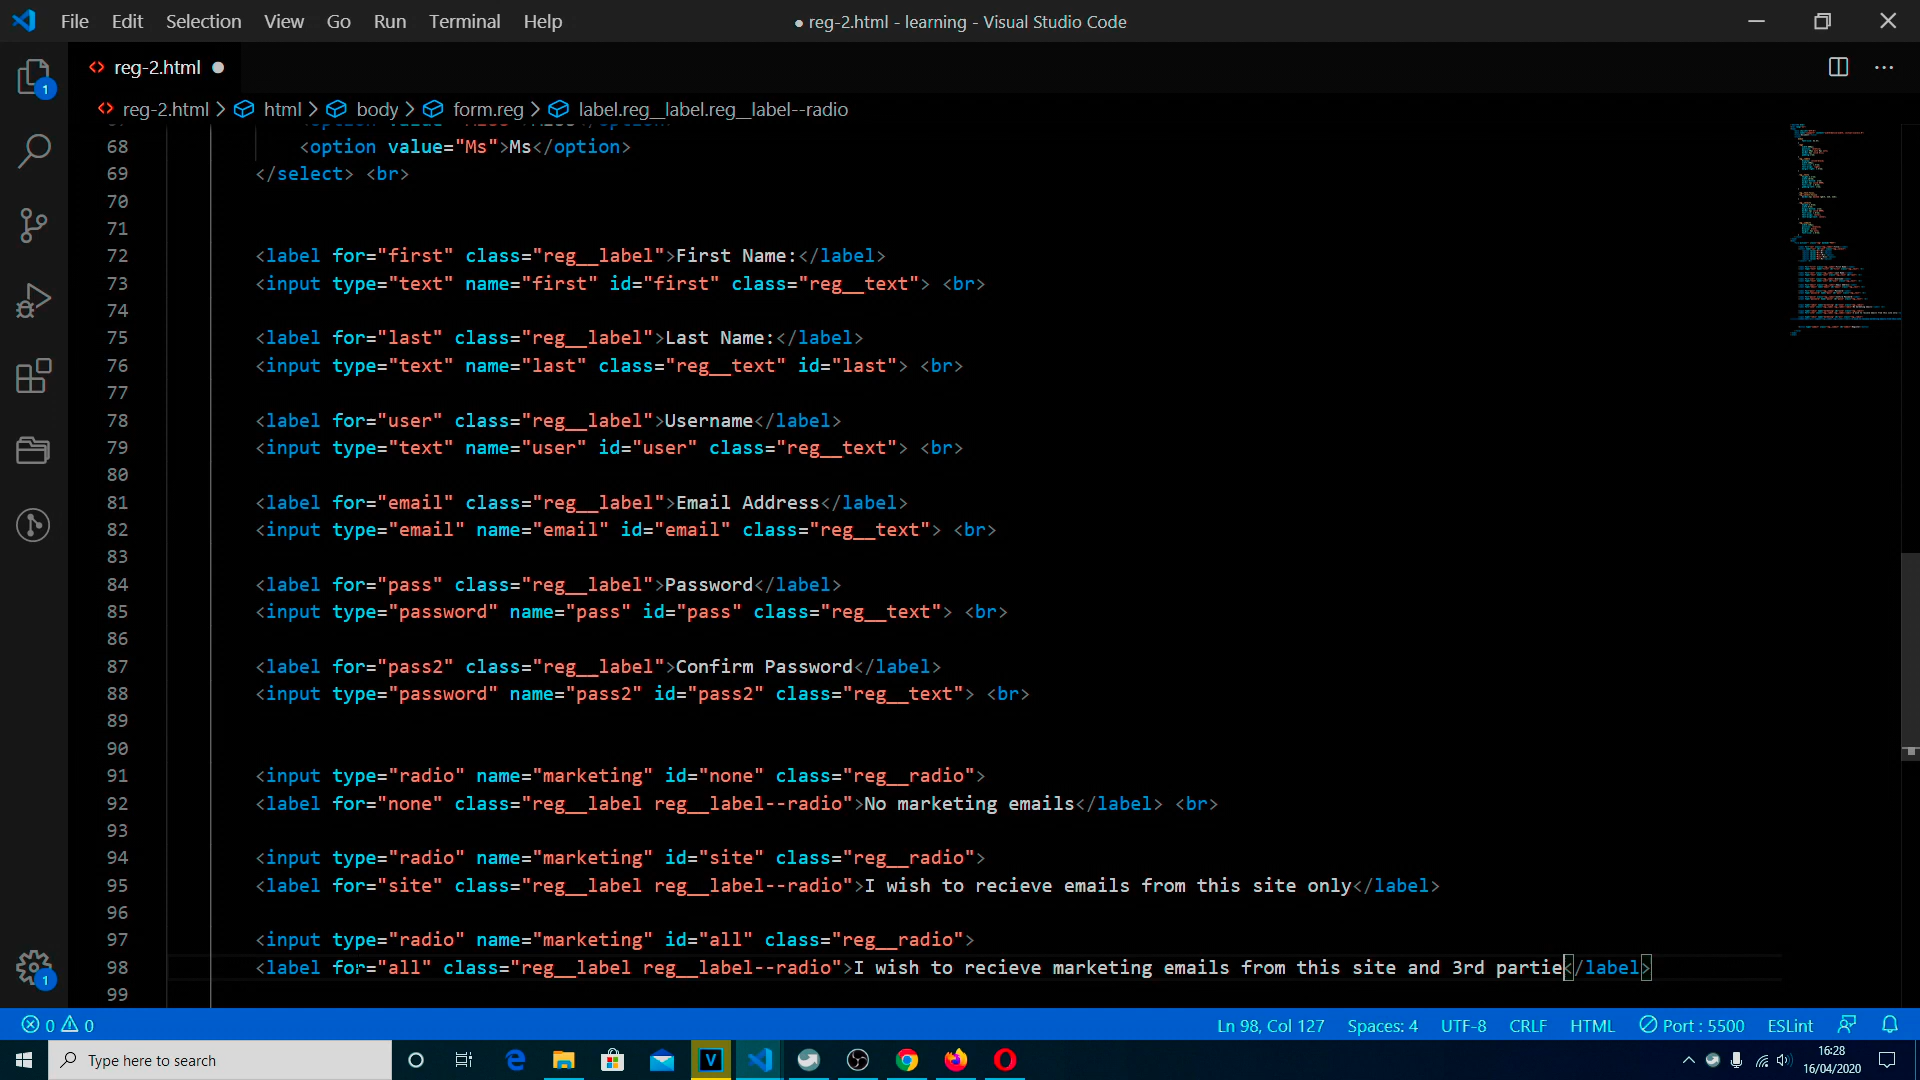 File Edit Selection View Go Run Terminal Help ● reg-2.html - learning - Visual Studio Code
<> reg-2.html ●
1
<> reg-2.html > html > body > form.reg > label.reg__label.reg__label--radio
68 <option value="Ms">Ms</option>
69 </select> <br>
70
71
72 <label for="first" class="reg__label">First Name:</label>
73 <input type="text" name="first" id="first" class="reg__text"> <br>
74
75 <label for="last" class="reg__label">Last Name:</label>
76 <input type="text" name="last" class="reg__text" id="last"> <br>
77
78 <label for="user" class="reg__label">Username</label>
79 <input type="text" name="user" id="user" class="reg__text"> <br>
80
81 <label for="email" class="reg__label">Email Address</label>
82 <input type="email" name="email" id="email" class="reg__text"> <br>
83
84 <label for="pass" class="reg__label">Password</label>
85 <input type="password" name="pass" id="pass" class="reg__text"> <br>
86
87 <label for="pass2" class="reg__label">Confirm Password</label>
88 <input type="password" name="pass2" id="pass2" class="reg__text"> <br>
89
90
91 <input type="radio" name="marketing" id="none" class="reg__radio">
92 <label for="none" class="reg__label reg__label--radio">No marketing emails</label> <br>
93
94 <input type="radio" name="marketing" id="site" class="reg__radio">
95 <label for="site" class="reg__label reg__label--radio">I wish to recieve emails from this site only</label>
96
97 <input type="radio" name="marketing" id="all" class="reg__radio">
98 <label for="all" class="reg__label reg__label--radio">I wish to recieve marketing emails from this site and 3rd partie</label>
99
1
0 0 Ln 98, Col 127 Spaces: 4 UTF-8 CRLF HTML Port : 5500 ESLint
Type here to search
V
16:28
16/04/2020